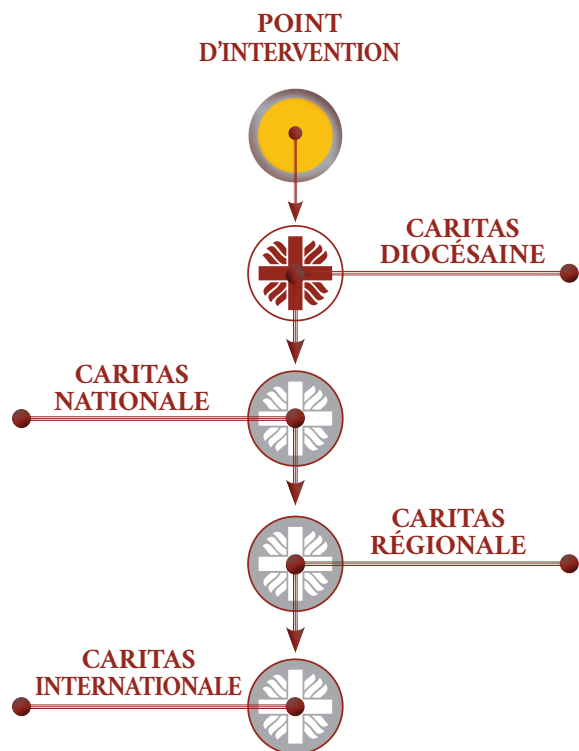 POINT
D'INTERVENTION
CARITAS
DIOCÉSAINE
CARITAS
NATIONALE
CARITAS
RÉGIONALE
CARITAS
INTERNATIONALE